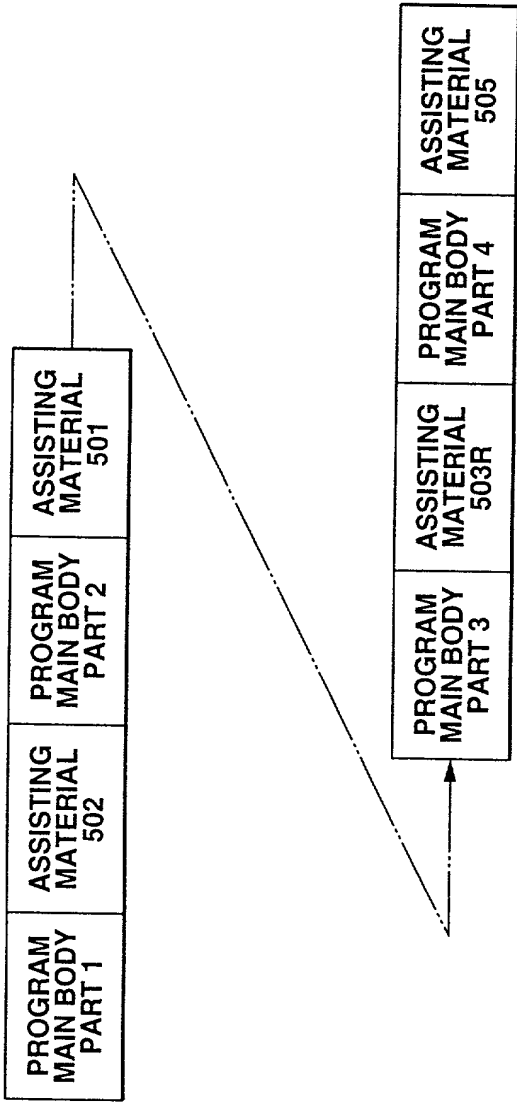 PROGRAM
MAIN BODY
PART 1
ASSISTING
MATERIAL
502
PROGRAM
MAIN BODY
PART 2
ASSISTING
MATERIAL
501
PROGRAM
MAIN BODY
PART 3
ASSISTING
MATERIAL
503R
PROGRAM
MAIN BODY
PART 4
ASSISTING
MATERIAL
505